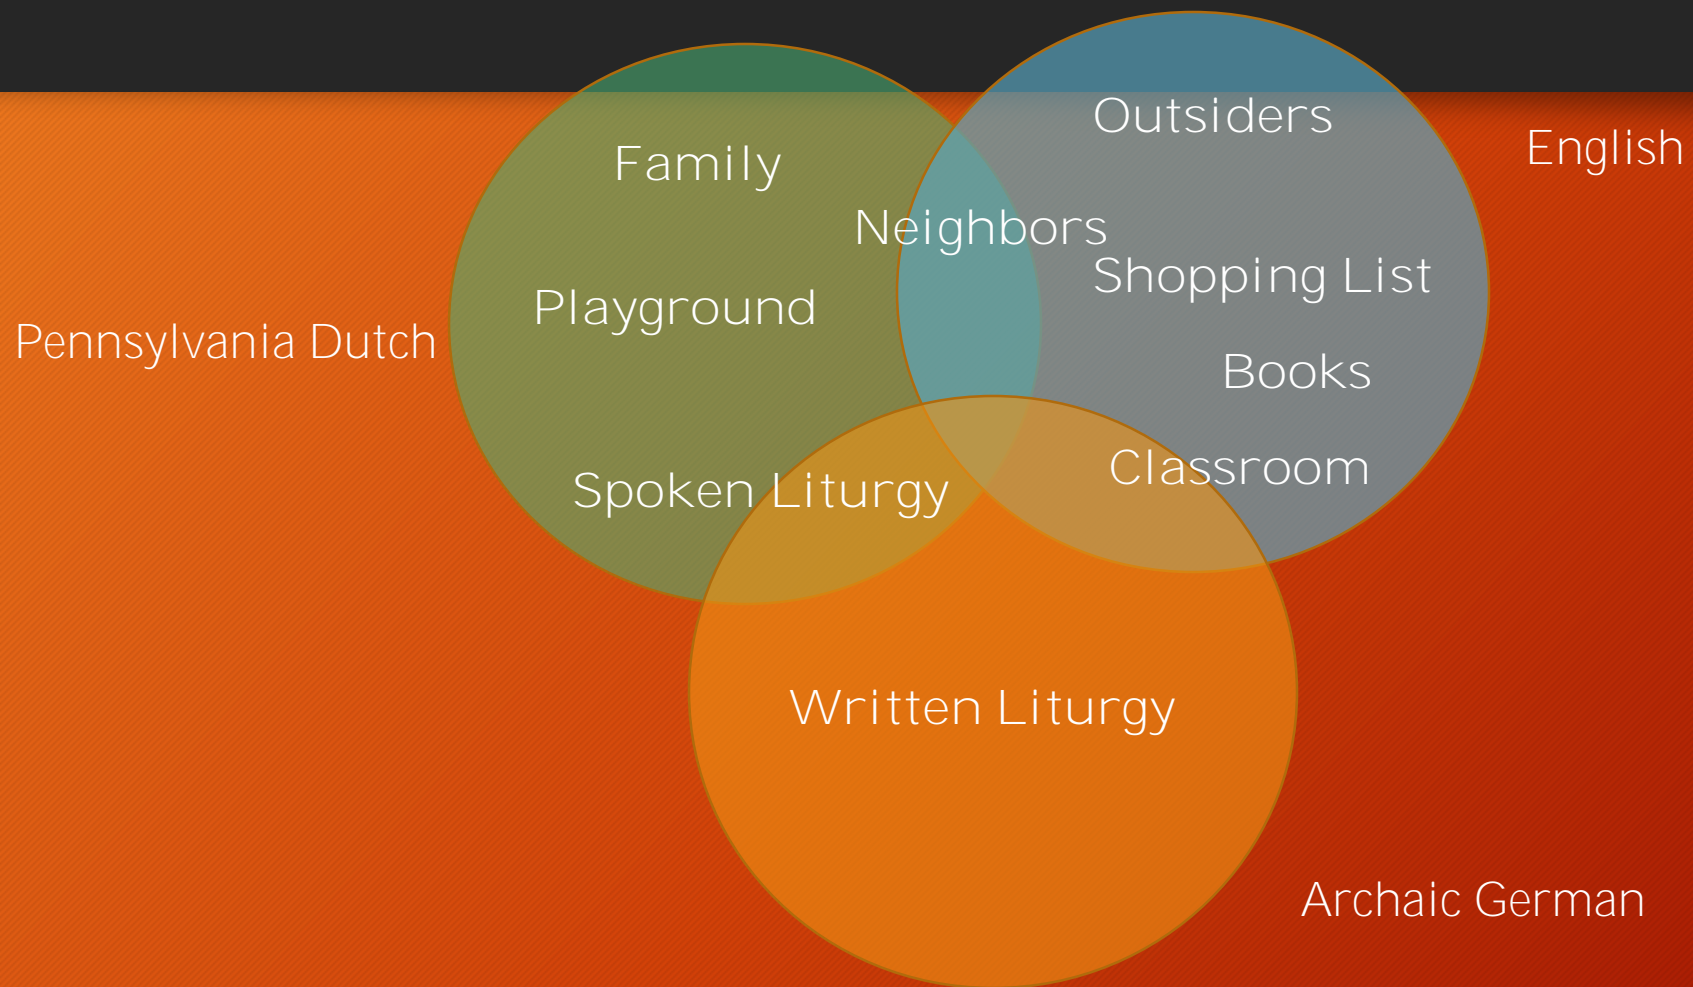 Outsiders
English
Family
Neighbors
Shopping List
Playground
Pennsylvania Dutch
Books
Classroom
Spoken Liturgy
Written Liturgy
Archaic German